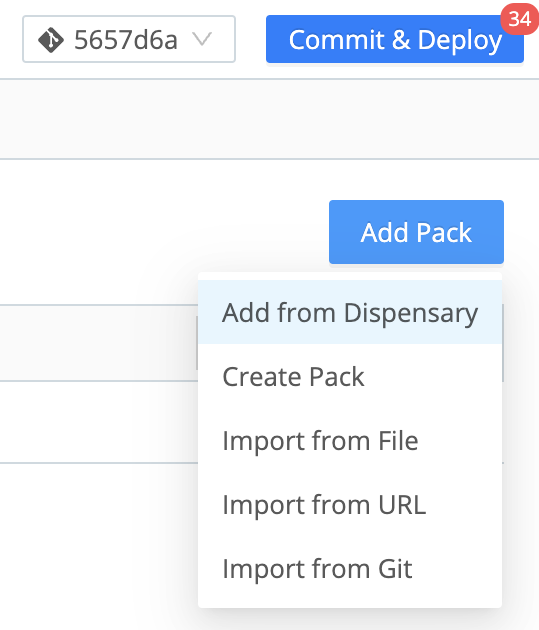 5657d6a
Commit & Deploy
34
Add Pack
Add from Dispensary
Create Pack
Import from File
Import from URL
Import from Git